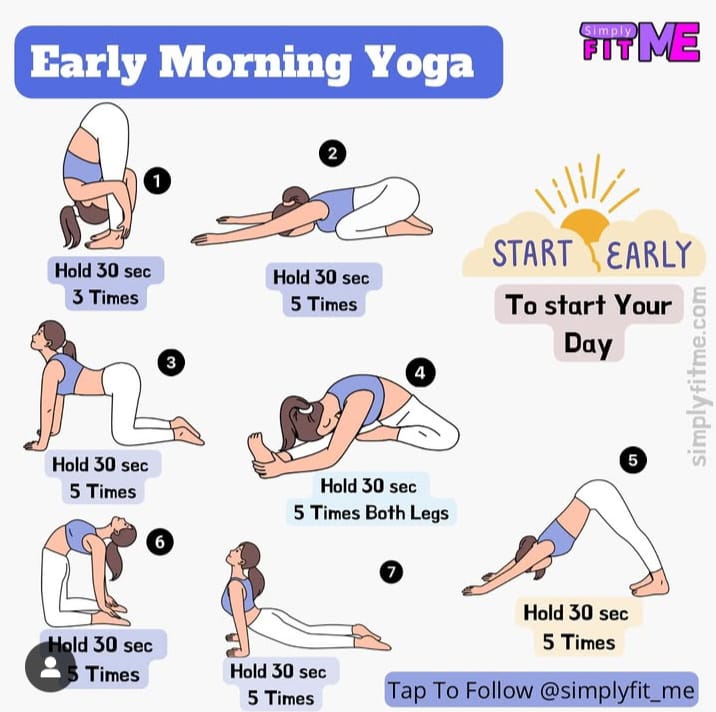 Early Morning Yoga
Simply
FIT ME
1
Hold 30 sec
3 Times
2
Hold 30 sec
5 Times
START EARLY
To start Your
Day
simplyfitme.com
3
Hold 30 sec
5 Times
4
Hold 30 sec
5 Times Both Legs
5
Hold 30 sec
5 Times
6
Hold 30 sec
5 Times
7
Hold 30 sec
5 Times
Tap To Follow @simplyfit_me